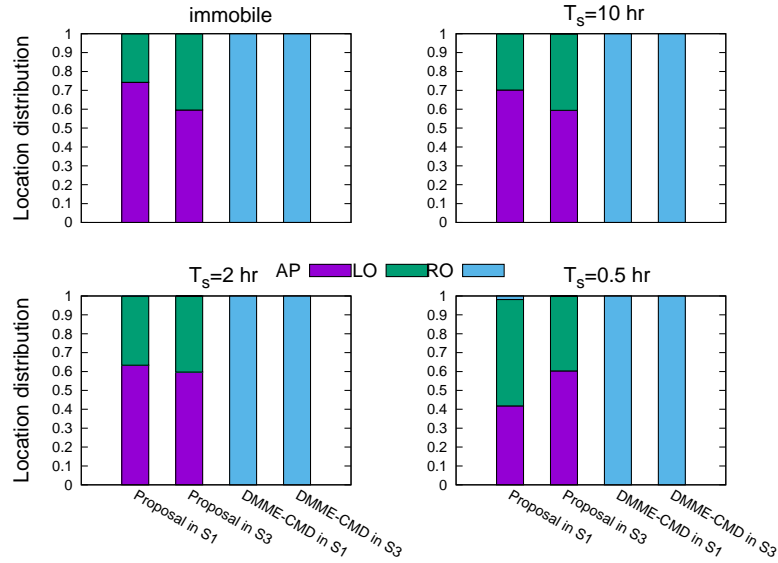 immobile
T_s=10 hr
Location distribution
1
0.9
0.8
0.7
0.6
0.5
0.4
0.3
0.2
0.1
0
1
0.9
0.8
0.7
0.6
0.5
0.4
0.3
0.2
0.1
0
AP LO RO
T_s=2 hr
T_s=0.5 hr
Location distribution
1
0.9
0.8
0.7
0.6
0.5
0.4
0.3
0.2
0.1
0
Proposal in S1
Proposal in S3
DMME-CMD in S1
DMME-CMD in S3
1
0.9
0.8
0.7
0.6
0.5
0.4
0.3
0.2
0.1
0
Proposal in S1
Proposal in S3
DMME-CMD in S1
DMME-CMD in S3